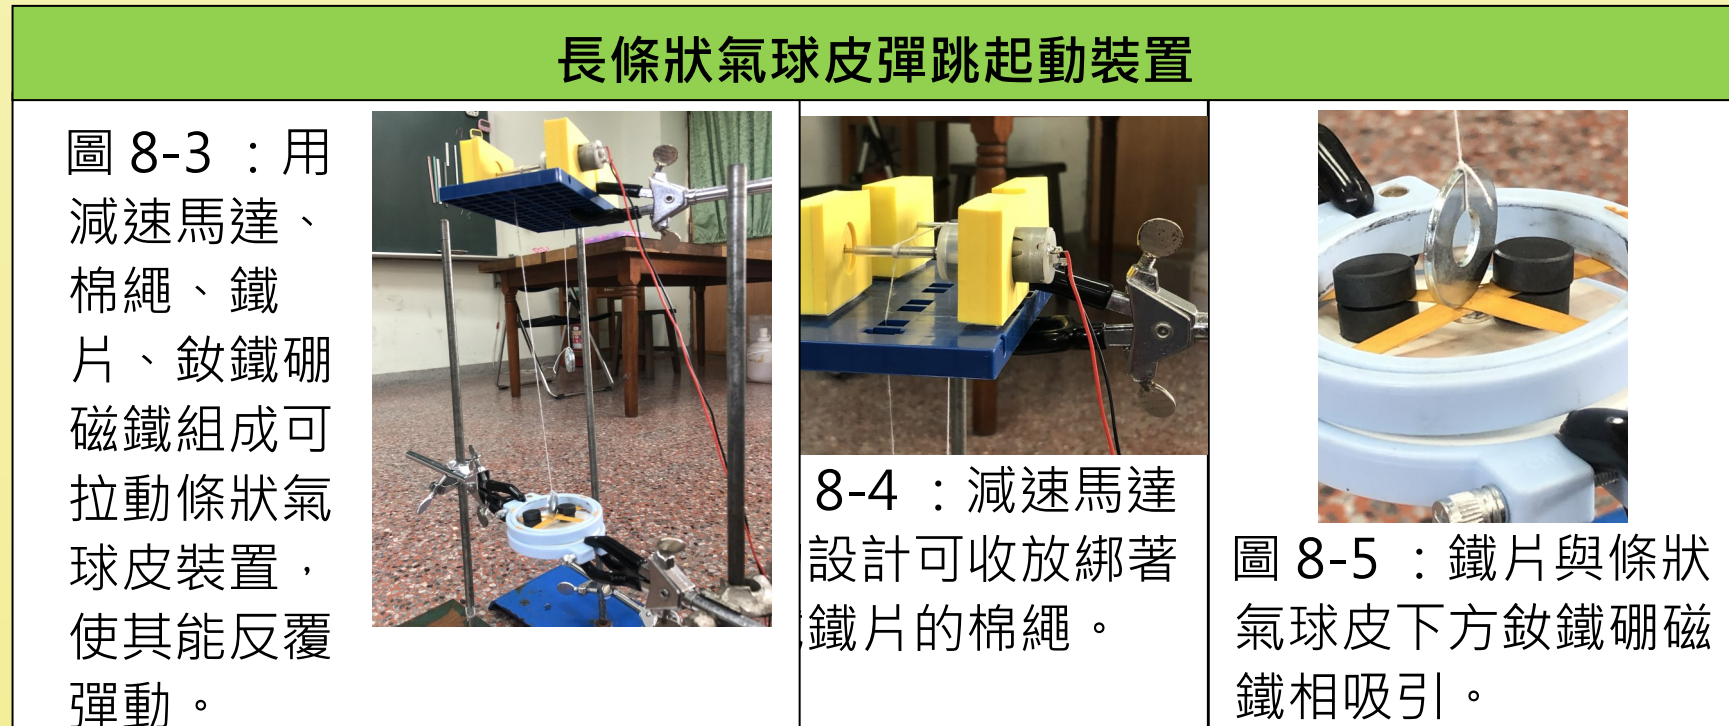 長條狀氣球皮彈跳起動裝置
圖 8-3 ：用
減速馬達、
棉繩、鐵
片、釹鐵硼
磁鐵組成可
拉動條狀氣
球皮裝置，
使其能反覆
彈動。
8-4 ：減速馬達
設計可收放綁著
鐵片的棉繩。
圖 8-5 ：鐵片與條狀
氣球皮下方釹鐵硼磁
鐵相吸引。